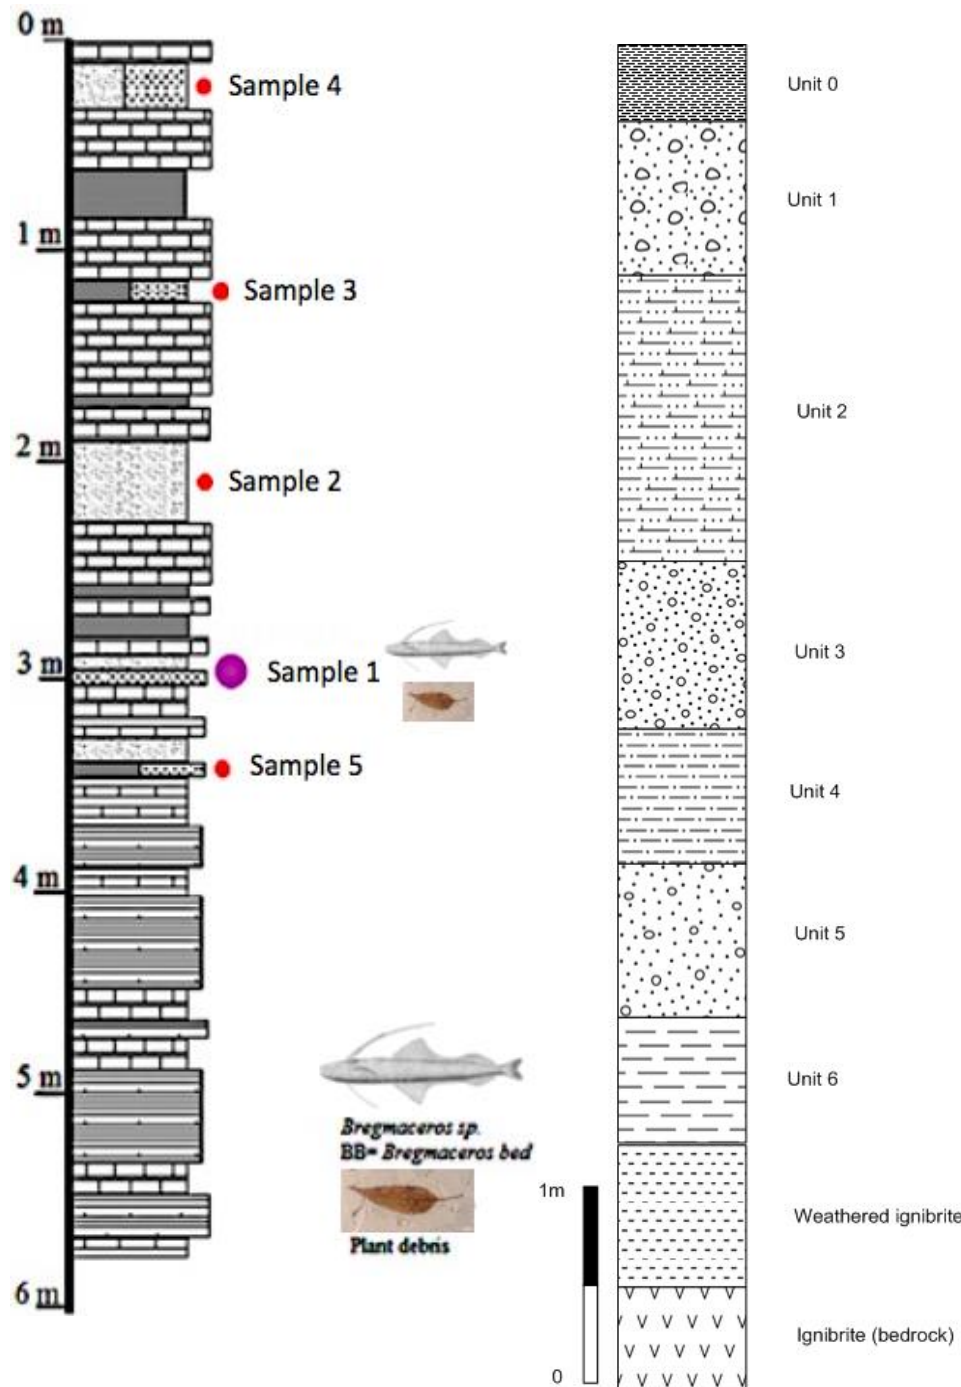 0 m
Sample 4
1 m
Sample 3
2 m
Sample 2
3 m
Sample 1
Sample 5
4 m
5 m
Bregmaceros sp.
BB= Bregmaceros bed
Plant debris
6 m
Unit 0
Unit 1
Unit 2
Unit 3
Unit 4
Unit 5
Unit 6
1m
Weathered ignibrite
Ignibrite (bedrock)
0